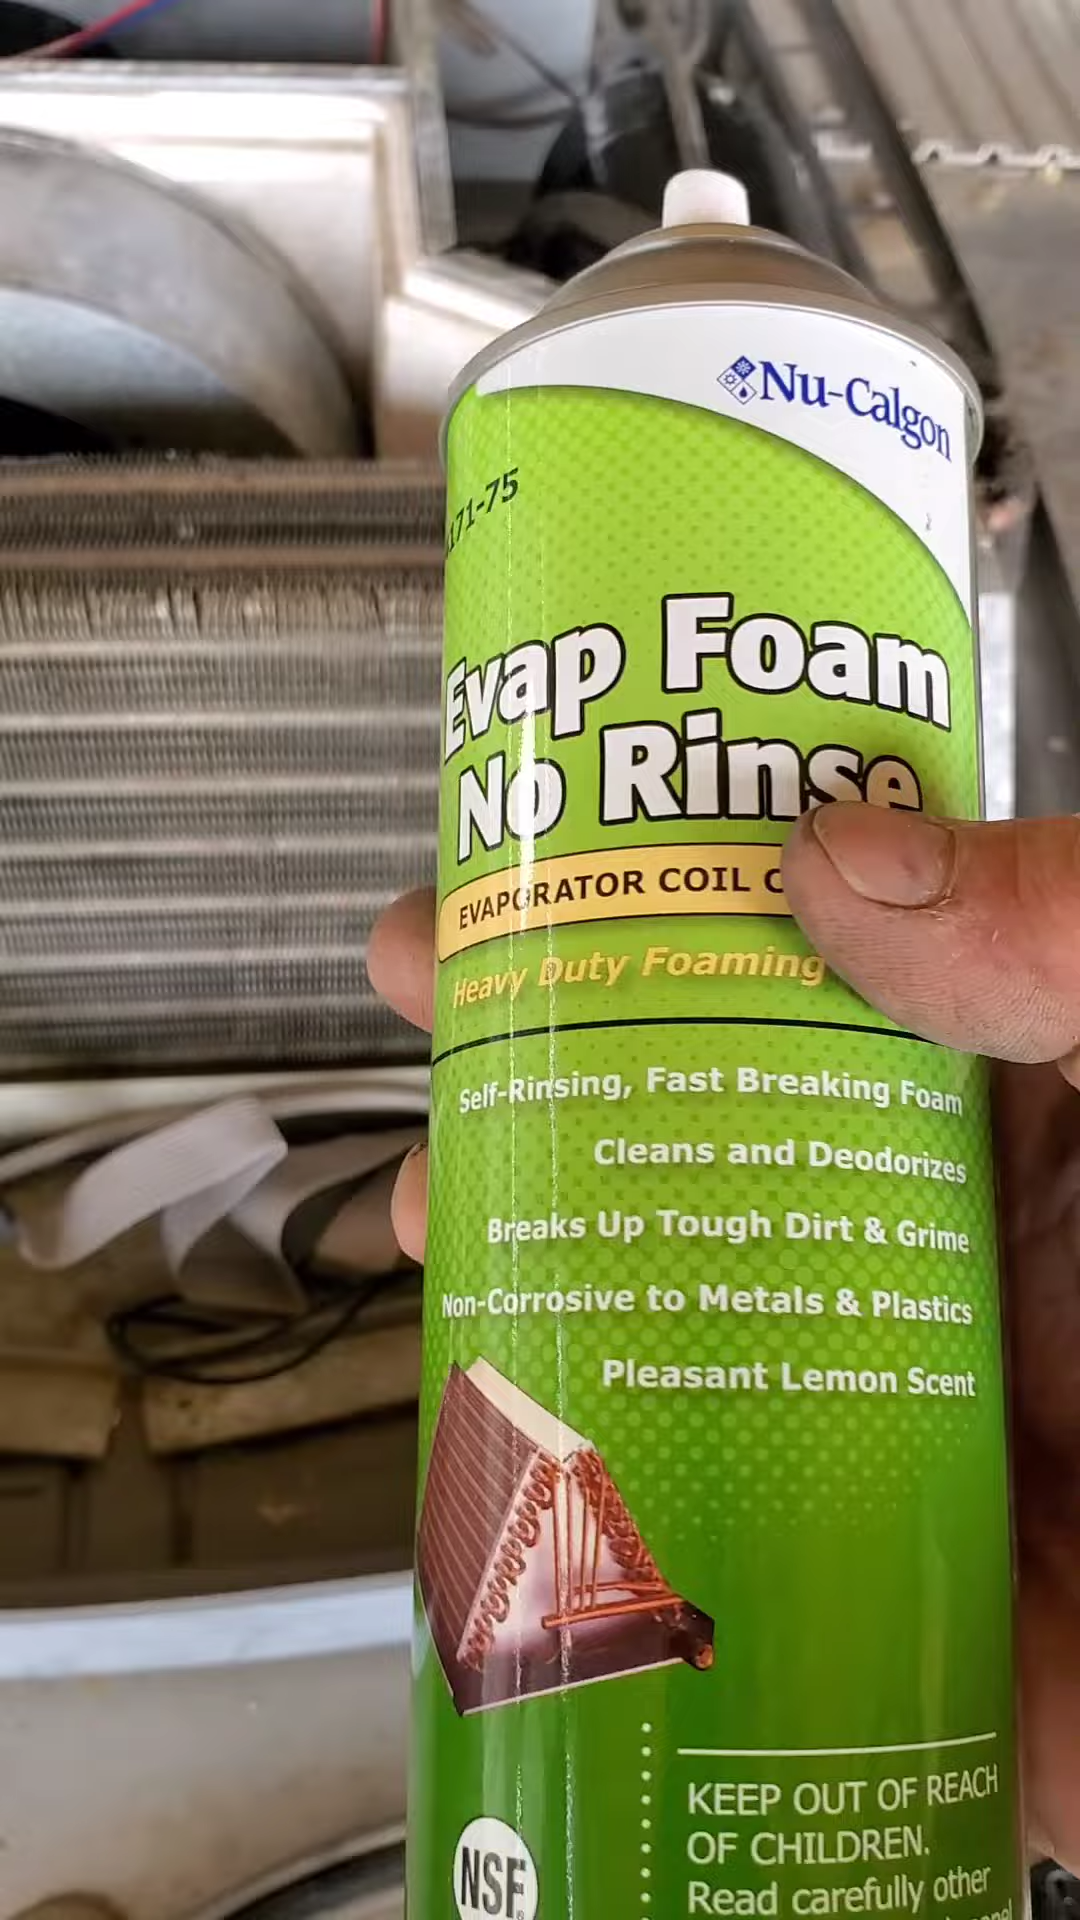 Nu-Calgon
171-75
Evap Foam
No Rinse
EVAPORATOR COIL
Heavy Duty Foaming
Self-Rinsing, Fast Breaking Foam
Cleans and Deodorizes
Breaks Up Tough Dirt & Grime
Non-Corrosive to Metals & Plastics
Pleasant Lemon Scent
KEEP OUT OF REACH
OF CHILDREN.
Read carefully other
NSF